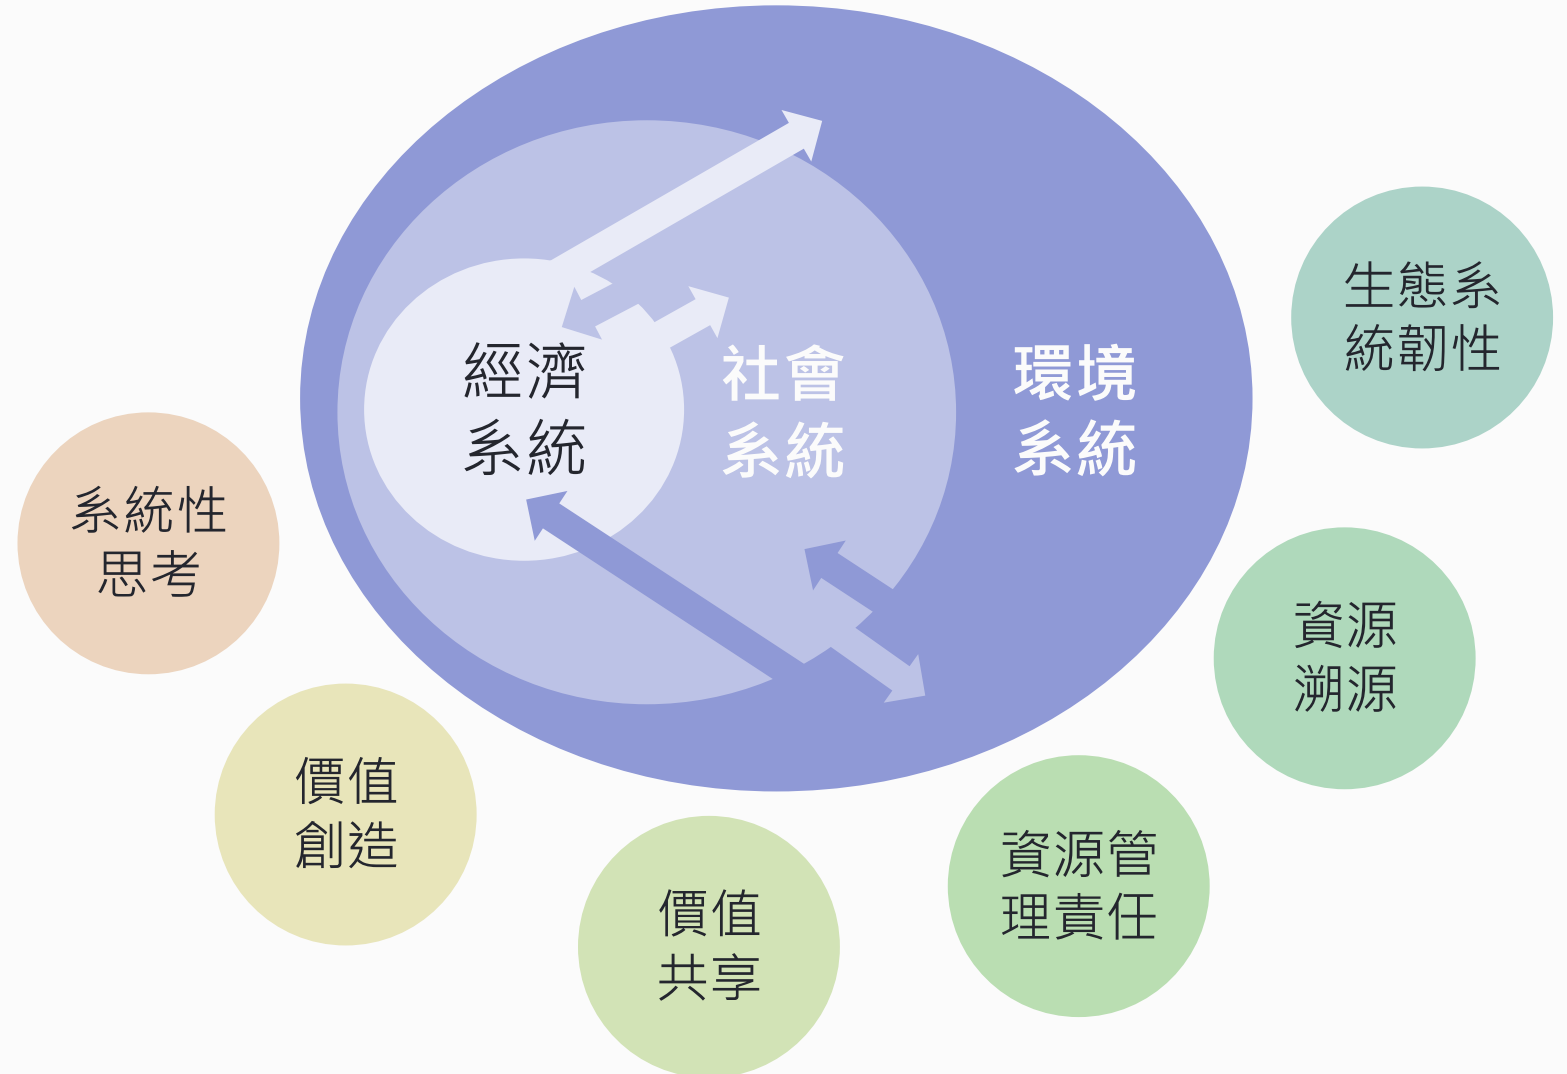 經濟
系統
社會
系統
環境
系統
生態系
統韌性
系統性
思考
資源
溯源
價值
創造
資源管
理責任
價值
共享